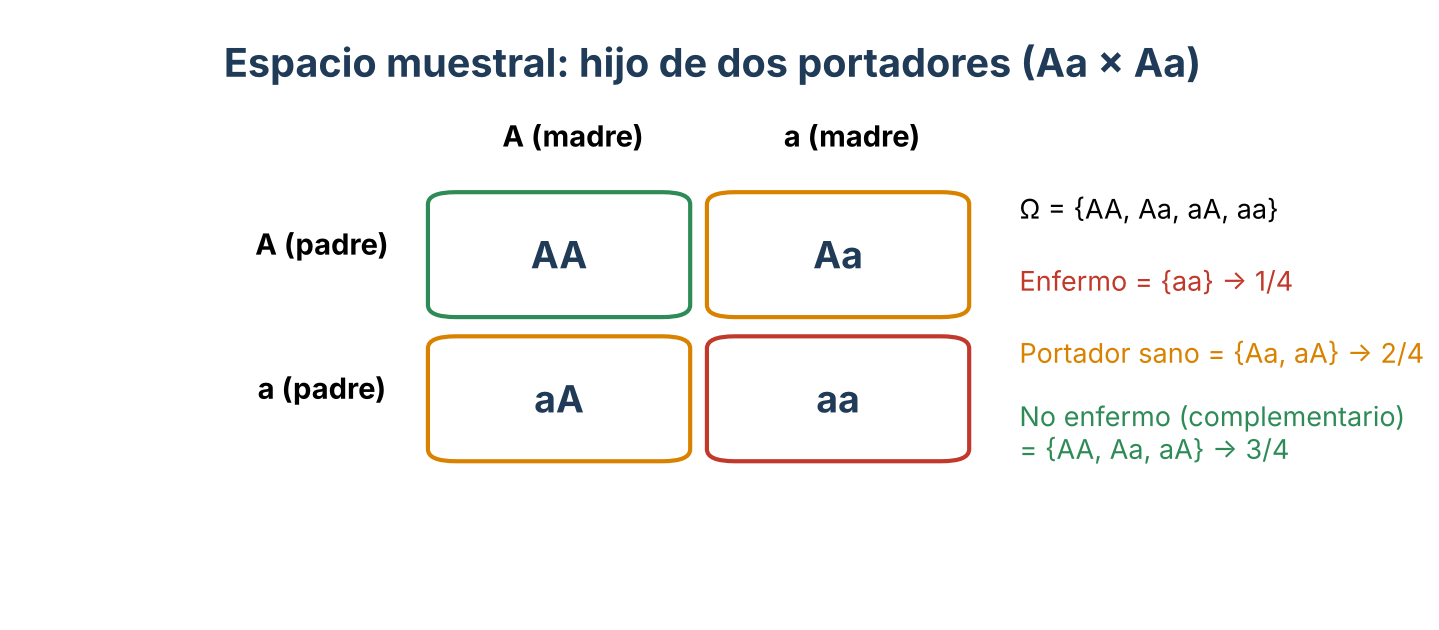 Espacio muestral: hijo de dos portadores (Aa × Aa)
A (madre)
a (madre)
A (padre)
AA
Aa
a (padre)
aA
aa
Ω = {AA, Aa, aA, aa}
Enfermo = {aa} → 1/4
Portador sano = {Aa, aA} → 2/4
No enfermo (complementario)
= {AA, Aa, aA} → 3/4